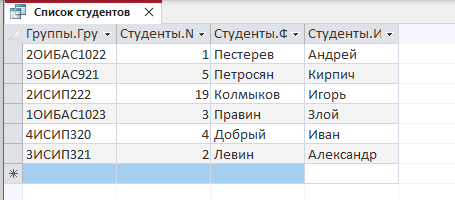 Список студентов
Группы.Гру Студенты.N Студенты.Ф Студенты.И
2ОИБАС1022 1 Пестерев Андрей
3ОБИАС921 5 Петросян Кирпич
2ИСИП222 19 Колмыков Игорь
1ОИБАС1023 3 Правин Злой
4ИСИП320 4 Добрый Иван
3ИСИП321 2 Левин Александр